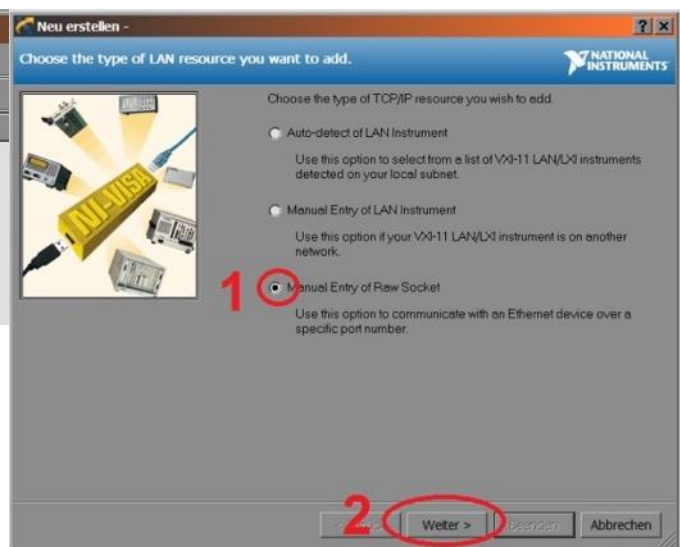 Neu erstellen -
Choose the type of LAN resource you want to add.
NATIONAL
INSTRUMENTS
Choose the type of TCP/IP resource you wish to add.
Auto-detect of LAN Instrument
Use this option to select from a list of VXI-11 LAN/LXI instruments
detected on your local subnet.
Manual Entry of LAN Instrument
Use this option if your VXI-11 LAN/LXI instrument is on another
network.
1
Manual Entry of Raw Socket
Use this option to communicate with an Ethernet device over a
specific port number.
NI-VISA
2
Weiter >
Beenden
Abbrechen